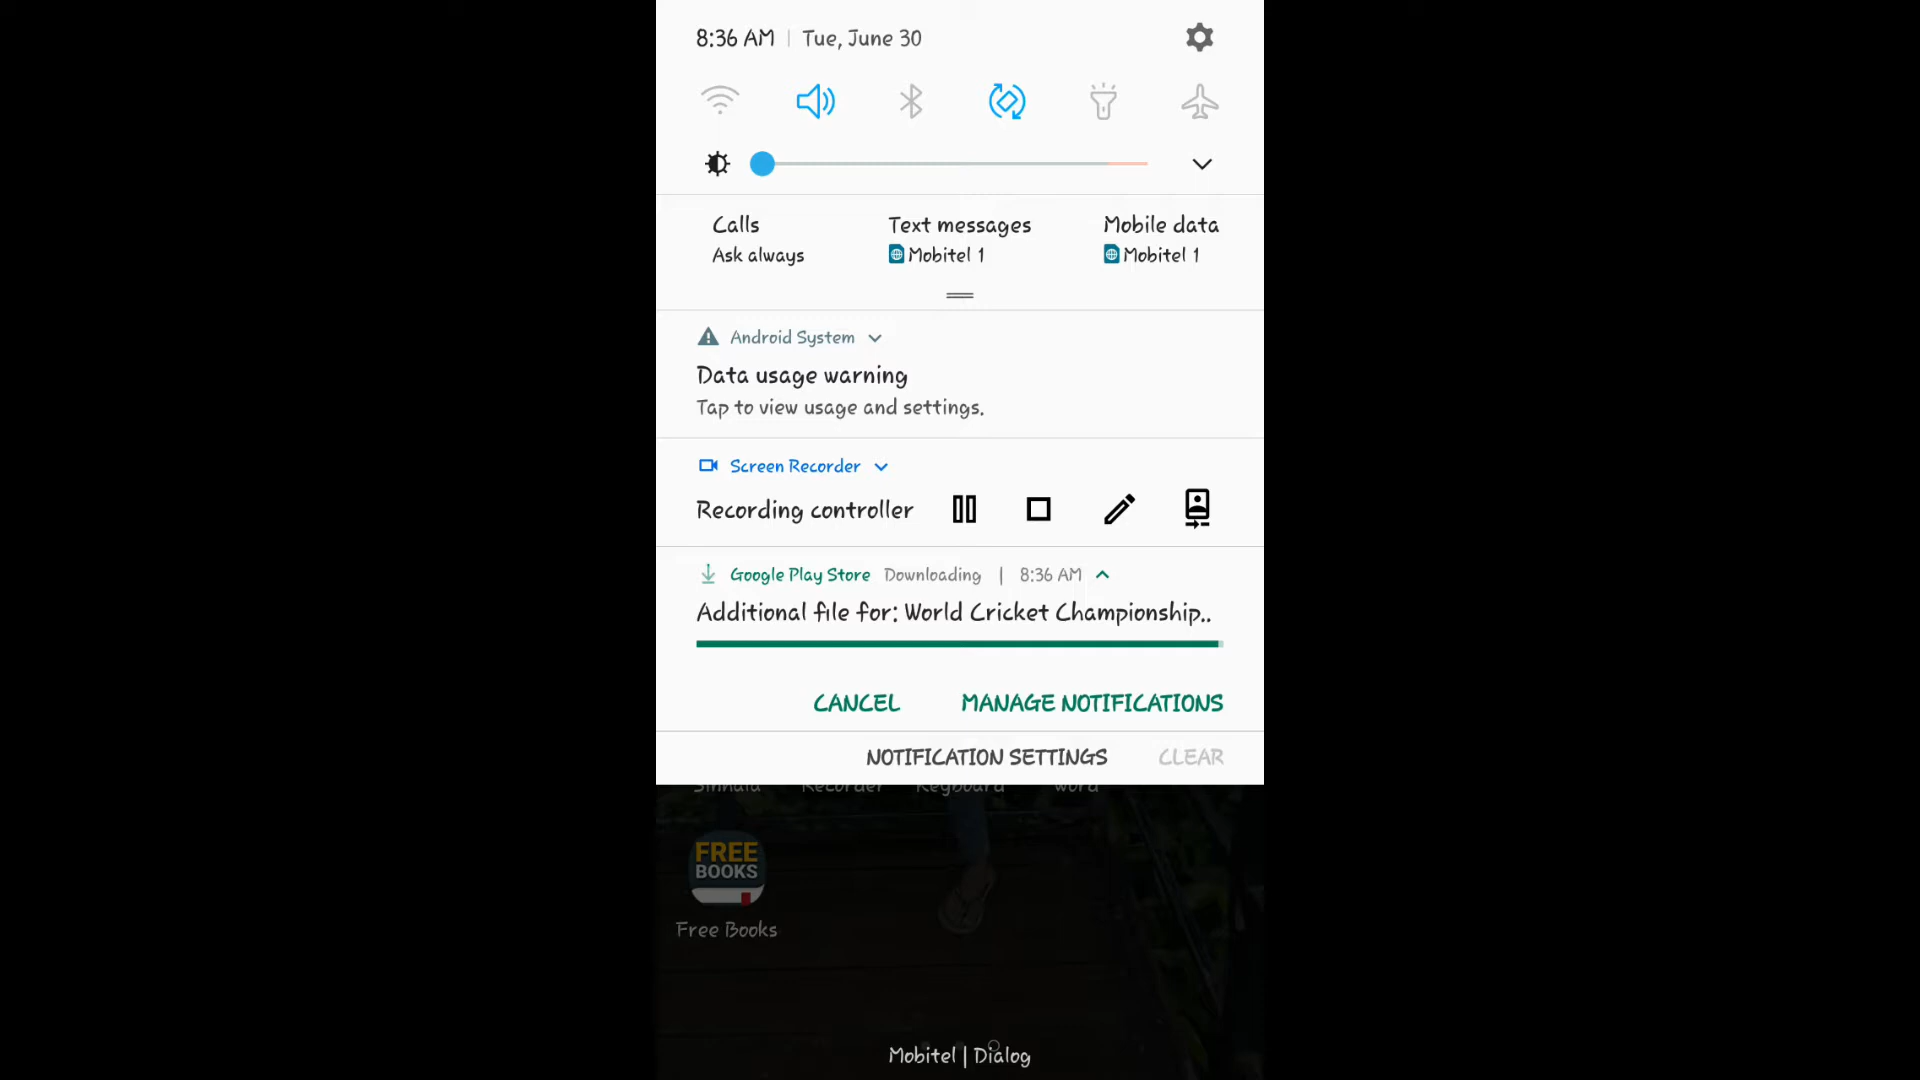 8:36 AM | Tue, June 30
Calls Text messages Mobile data
Ask always Mobitel 1 Mobitel 1
Android System
Data usage warning
Tap to view usage and settings.
Screen Recorder
Recording controller
Google Play Store Downloading | 8:36 AM
Additional file for: World Cricket Championship..
CANCEL MANAGE NOTIFICATIONS
NOTIFICATION SETTINGS CLEAR
Sinhala Recorder Keyboard Word
FREE
BOOKS
Free Books
Mobitel | Dialog